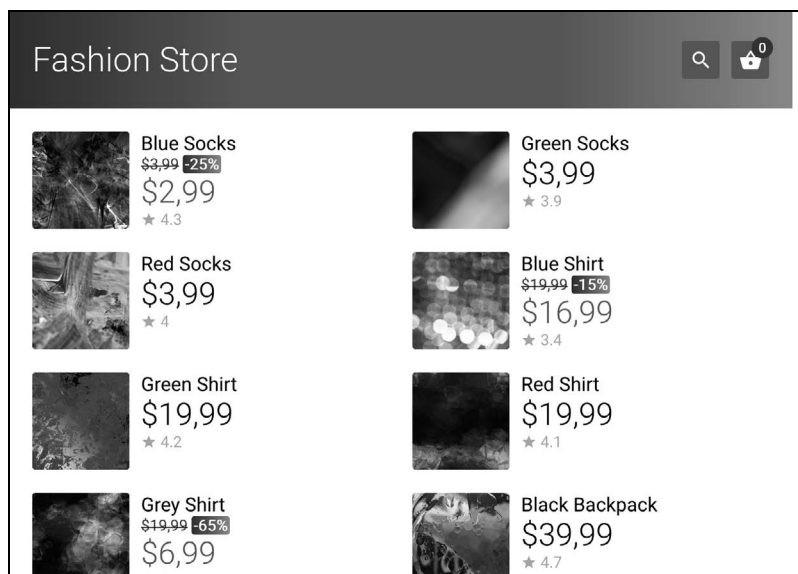 Fashion Store
0
Blue Socks
$3,99 -25%
$2,99
★ 4.3
Green Socks
$3,99
★ 3.9
Red Socks
$3,99
★ 4
Blue Shirt
$19,99 -15%
$16,99
★ 3.4
Green Shirt
$19,99
★ 4.2
Red Shirt
$19,99
★ 4.1
Grey Shirt
$19,99 -65%
$6,99
Black Backpack
$39,99
★ 4.7